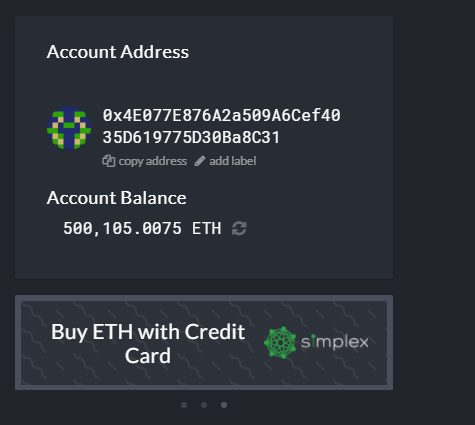 Account Address
0x4E077E876A2a509A6Cef40
35D619775D30Ba8C31
copy address add label
Account Balance
500,105.0075 ETH
Buy ETH with Credit
Card
simplex